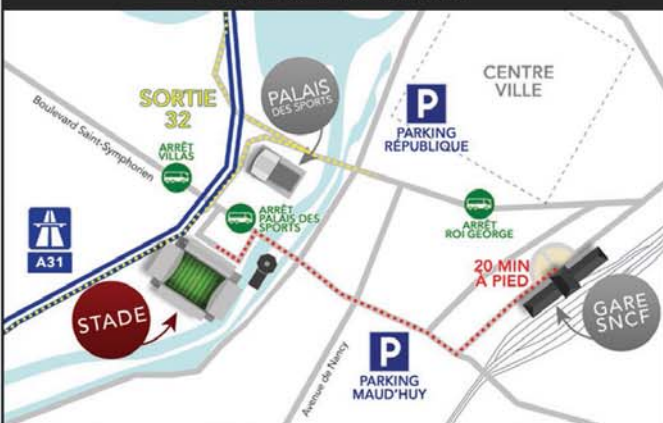 SORTIE
32
PALAIS
DES SPORTS
CENTRE
VILLE
P
PARKING
RÉPUBLIQUE
Boulevard Saint-Symphorien
ARRÊT
VILLAS
ARRÊT
PALAIS DES
SPORTS
ARRÊT
ROI GEORGE
A31
20 MIN
À PIED
STADE
GARE
SNCF
P
PARKING
MAUD'HUY
Avenue de Nancy